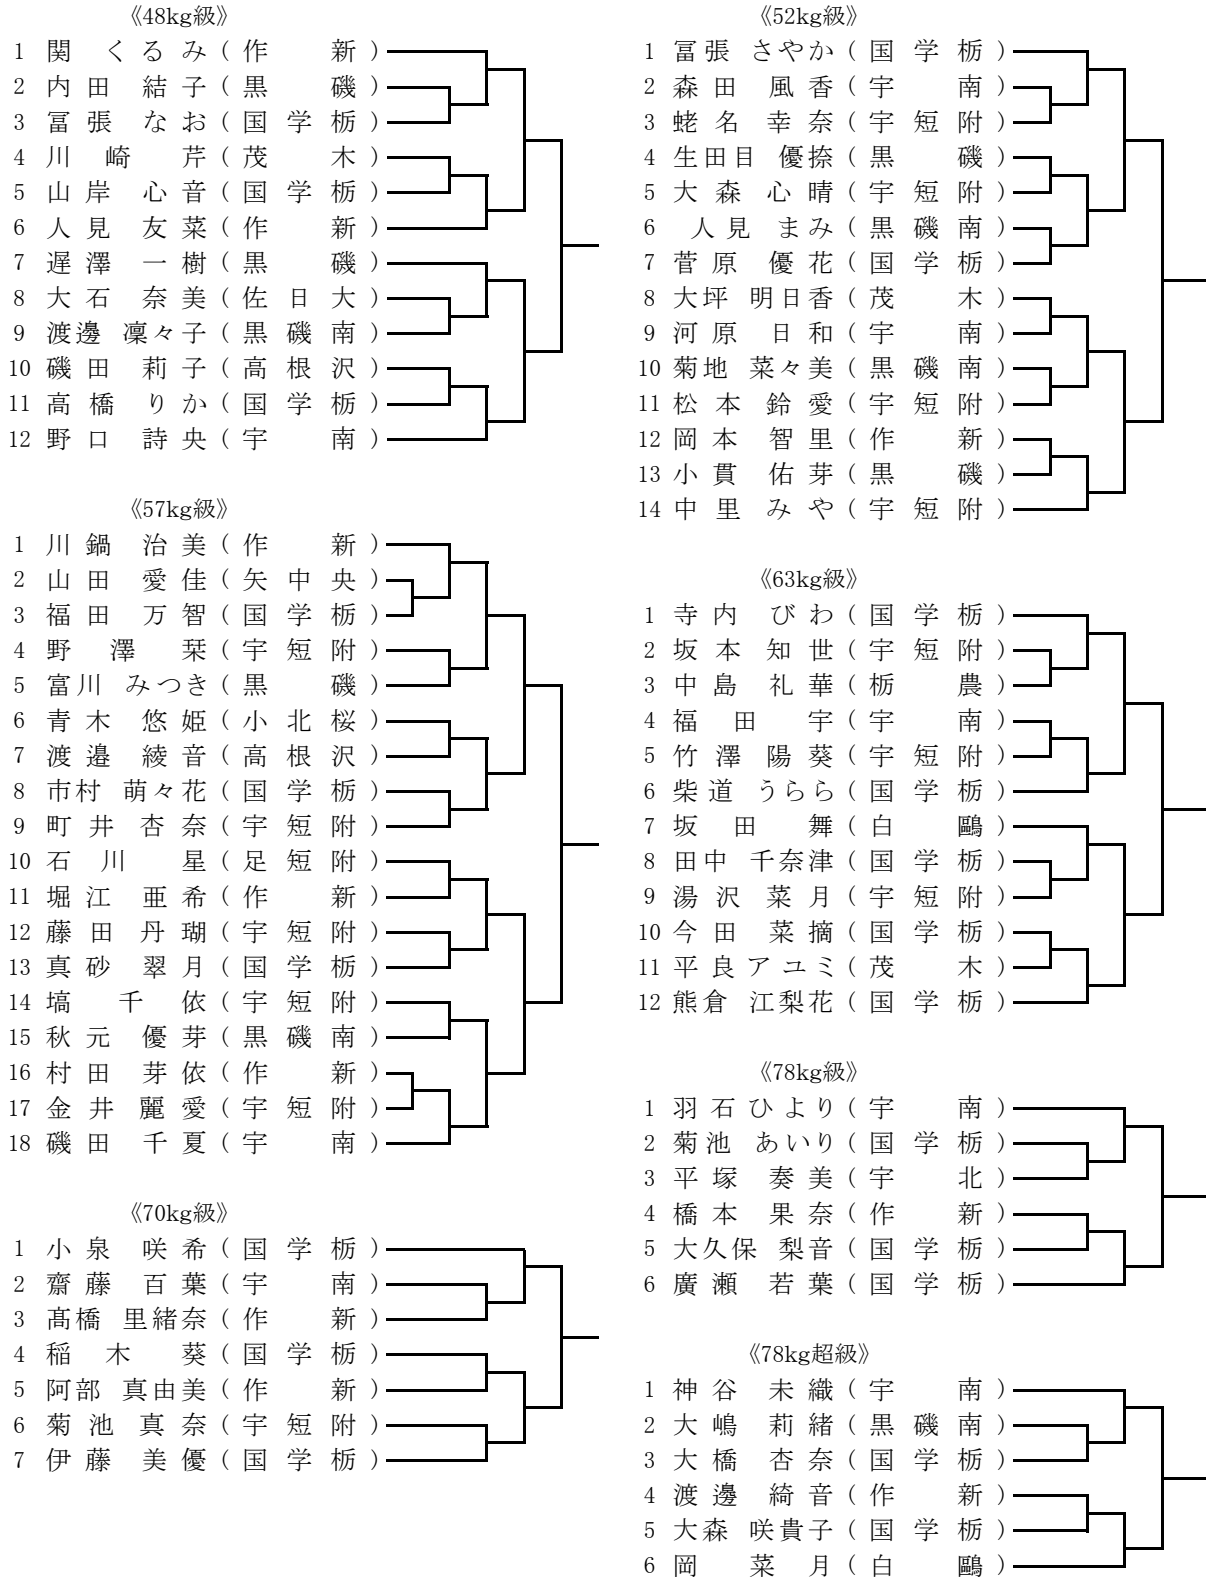 《48kg級》
1 関 くるみ(作 新)
2 内田 結子(黒 磯)
3 冨張 なお(国学栃)
4 川崎 芹(茂 木)
5 山岸 心音(国学栃)
6 人見 友菜(作 新)
7 遅澤 一樹(黒 磯)
8 大石 奈美(佐日大)
9 渡邊 凜々子(黒磯南)
10 磯田 莉子(高根沢)
11 高橋 りか(国学栃)
12 野口 詩央(宇 南)
《57kg級》
1 川鍋 治美(作 新)
2 山田 愛佳(矢中央)
3 福田 万智(国学栃)
4 野澤 栞(宇短附)
5 富川 みつき(黒 磯)
6 青木 悠姫(小北桜)
7 渡邉 綾音(高根沢)
8 市村 萌々花(国学栃)
9 町井 杏奈(宇短附)
10 石川 星(足短附)
11 堀江 亜希(作 新)
12 藤田 丹瑚(宇短附)
13 真砂 翠月(国学栃)
14 塙 千依(宇短附)
15 秋元 優芽(黒磯南)
16 村田 芽依(作 新)
17 金井 麗愛(宇短附)
18 磯田 千夏(宇 南)
《70kg級》
1 小泉 咲希(国学栃)
2 齋藤 百葉(宇 南)
3 髙橋 里緒奈(作 新)
4 稲木 葵(国学栃)
5 阿部 真由美(作 新)
6 菊池 真奈(宇短附)
7 伊藤 美優(国学栃)
《52kg級》
1 冨張 さやか(国学栃)
2 森田 風香(宇 南)
3 蛯名 幸奈(宇短附)
4 生田目 優捺(黒 磯)
5 大森 心晴(宇短附)
6 人見 まみ(黒磯南)
7 菅原 優花(国学栃)
8 大坪 明日香(茂 木)
9 河原 日和(宇 南)
10 菊地 菜々美(黒磯南)
11 松本 鈴愛(宇短附)
12 岡本 智里(作 新)
13 小貫 佑芽(黒 磯)
14 中里 みや(宇短附)
《63kg級》
1 寺内 びわ(国学栃)
2 坂本 知世(宇短附)
3 中島 礼華(栃 農)
4 福田 宇(宇 南)
5 竹澤 陽葵(宇短附)
6 柴道 うらら(国学栃)
7 坂田 舞(白 鷗)
8 田中 千奈津(国学栃)
9 湯沢 菜月(宇短附)
10 今田 菜摘(国学栃)
11 平良アユミ(茂 木)
12 熊倉 江梨花(国学栃)
《78kg級》
1 羽石ひより(宇 南)
2 菊池 あいり(国学栃)
3 平塚 奏美(宇 北)
4 橋本 果奈(作 新)
5 大久保 梨音(国学栃)
6 廣瀬 若葉(国学栃)
《78kg超級》
1 神谷 未織(宇 南)
2 大嶋 莉緒(黒磯南)
3 大橋 杏奈(国学栃)
4 渡邊 綺音(作 新)
5 大森 咲貴子(国学栃)
6 岡 菜月(白 鷗)